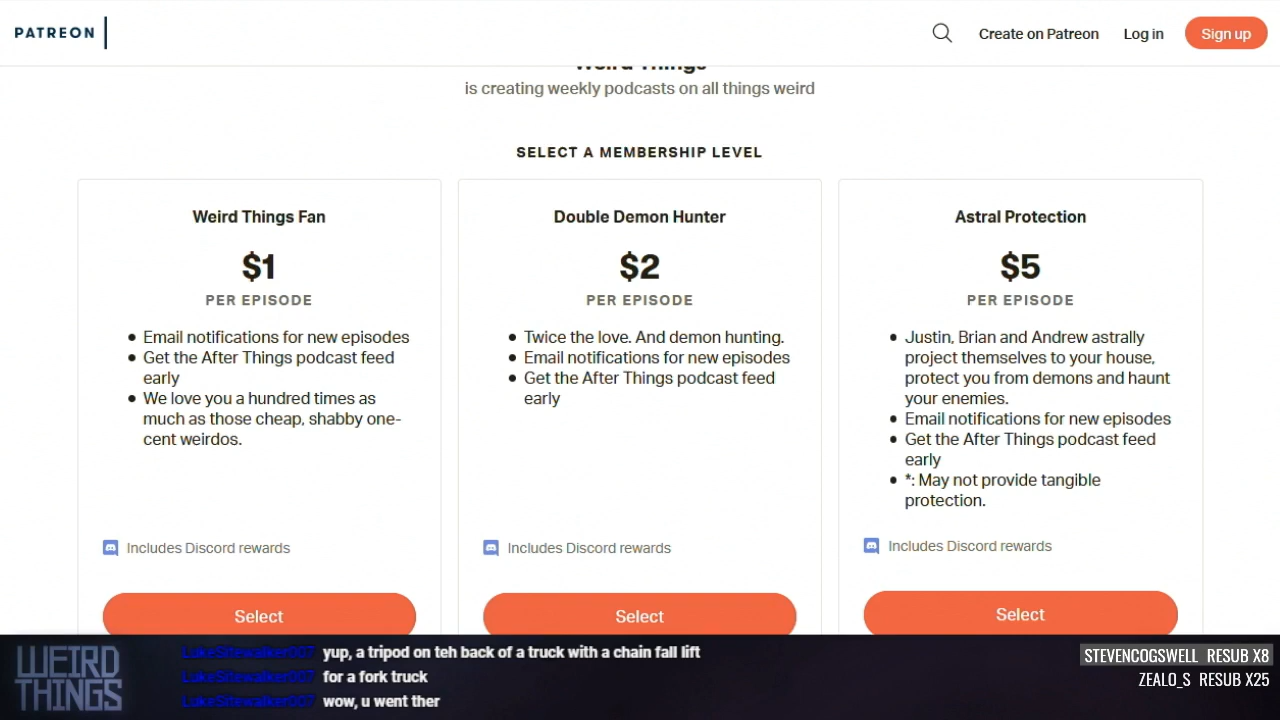 PATREON
Create on Patreon
Log in
Sign up
Weird Things
is creating weekly podcasts on all things weird
SELECT A MEMBERSHIP LEVEL
Weird Things Fan
$1
PER EPISODE
Email notifications for new episodes
Get the After Things podcast feed
early
We love you a hundred times as
much as those cheap, shabby one-
cent weirdos.
Includes Discord rewards
Select
Double Demon Hunter
$2
PER EPISODE
Twice the love. And demon hunting.
Email notifications for new episodes
Get the After Things podcast feed
early
Includes Discord rewards
Select
Astral Protection
$5
PER EPISODE
Justin, Brian and Andrew astrally
project themselves to your house,
protect you from demons and haunt
your enemies.
Email notifications for new episodes
Get the After Things podcast feed
early
*: May not provide tangible
protection.
Includes Discord rewards
Select
WEIRD
THINGS
LukeSitewalker007 yup, a tripod on teh back of a truck with a chain fall lift
LukeSitewalker007 for a fork truck
LukeSitewalker007 wow, u went ther
STEVENCOGSWELL RESUB X8
ZEALO_S RESUB X25